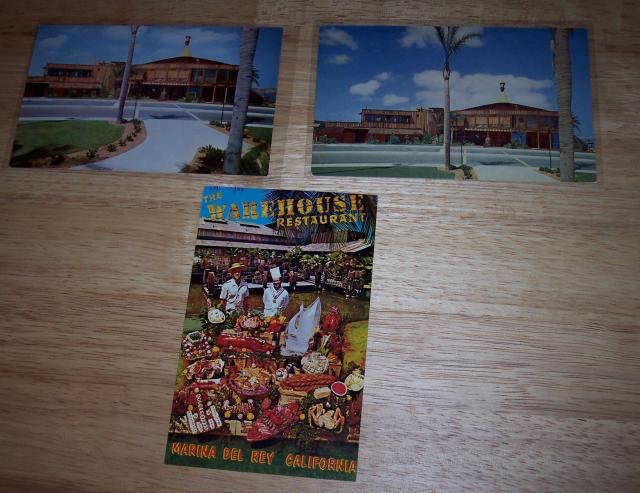 THE
WAREHOUSE
RESTAURANT
MARINA DEL REY CALIFORNIA